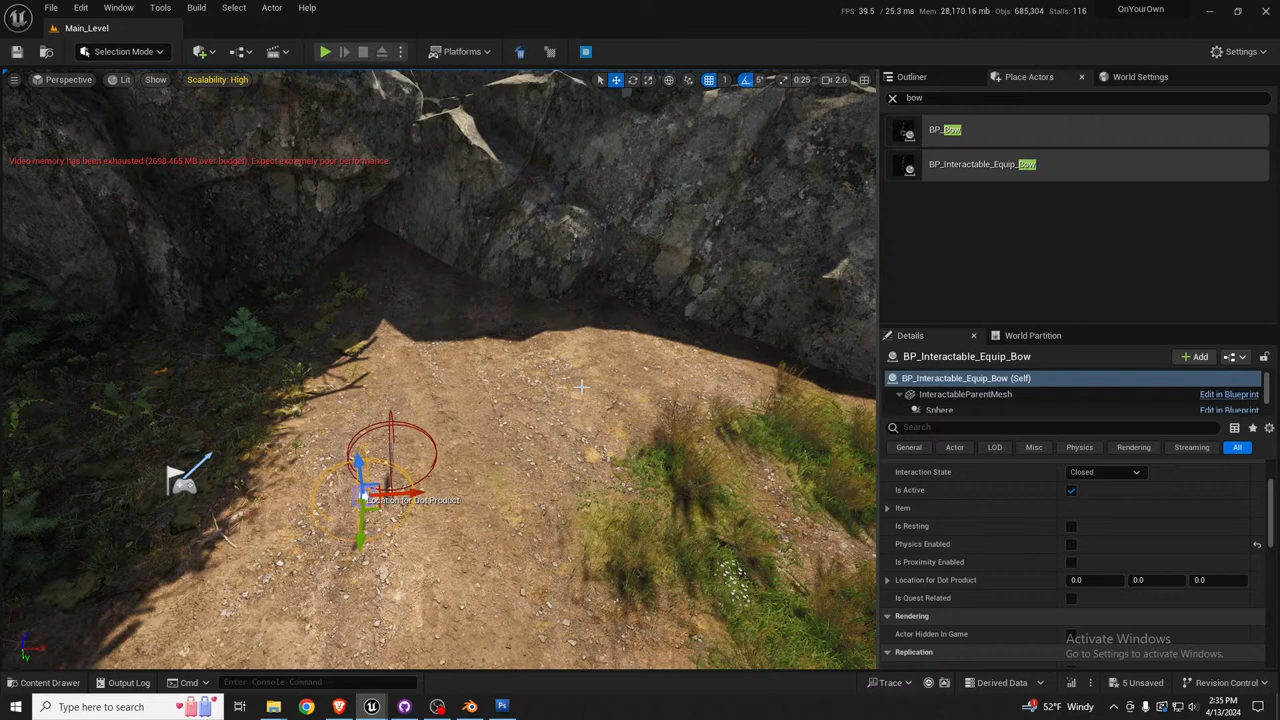 File Edit Window Tools Build Select Actor Help
FPS: 39.5 / 25.3 ms Mem: 28,170.16 mb Objs: 685,304 Stalls: 116
OnYourOwn
Main_Level
Selection Mode
Platforms
Settings
Perspective Lit Show Scalability: High
1 5° 0.25 2.6
Outliner Place Actors World Settings
bow
BP_Bow
BP_Interactable_Equip_Bow
Video memory has been exhausted (2598.465 MB over budget). Expect extremely poor performance.
Location for Dot Product
Details World Partition
BP_Interactable_Equip_Bow
Add
BP_Interactable_Equip_Bow (Self)
InteractableParentMesh Edit in Blueprint
Sphere Edit in Blueprint
Search
General Actor LOD Misc Physics Rendering Streaming All
Interaction State Closed
Is Active
Item
Is Resting
Physics Enabled
Is Proximity Enabled
Location for Dot Product 0.0 0.0 0.0
Is Quest Related
Rendering
Actor Hidden In Game
Replication
Activate Windows
Go to Settings to activate Windows.
Content Drawer Output Log Cmd Enter Console Command
Trace Derived Data 5 Unsaved Revision Control
Type here to search
52°F Windy
2:35 PM
4/13/2024